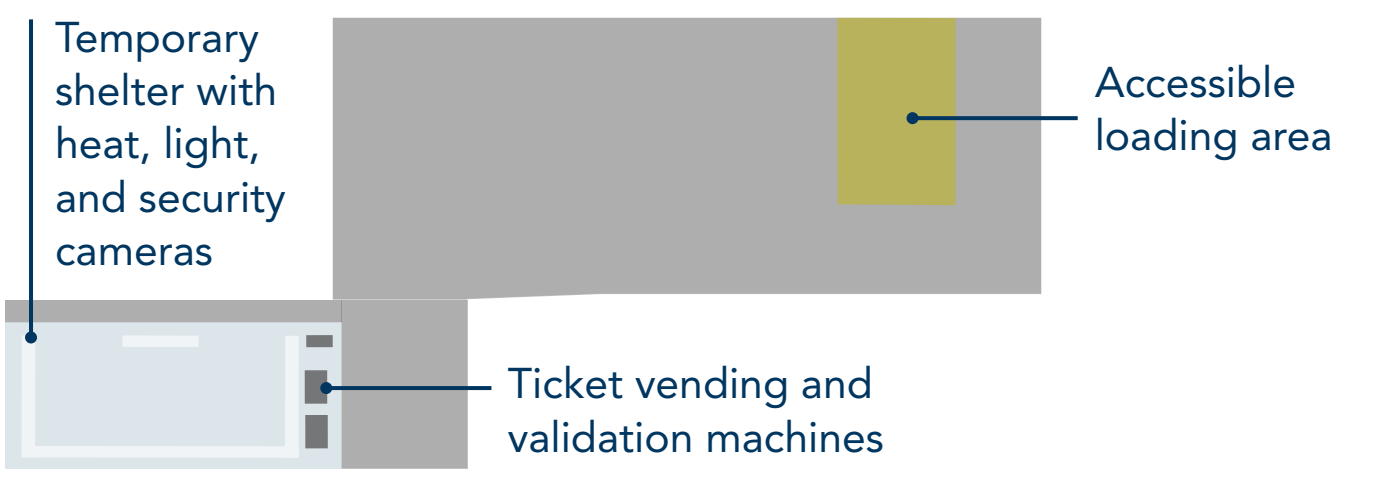 Temporary
shelter with
heat, light,
and security
cameras
Accessible
loading area
Ticket vending and
validation machines